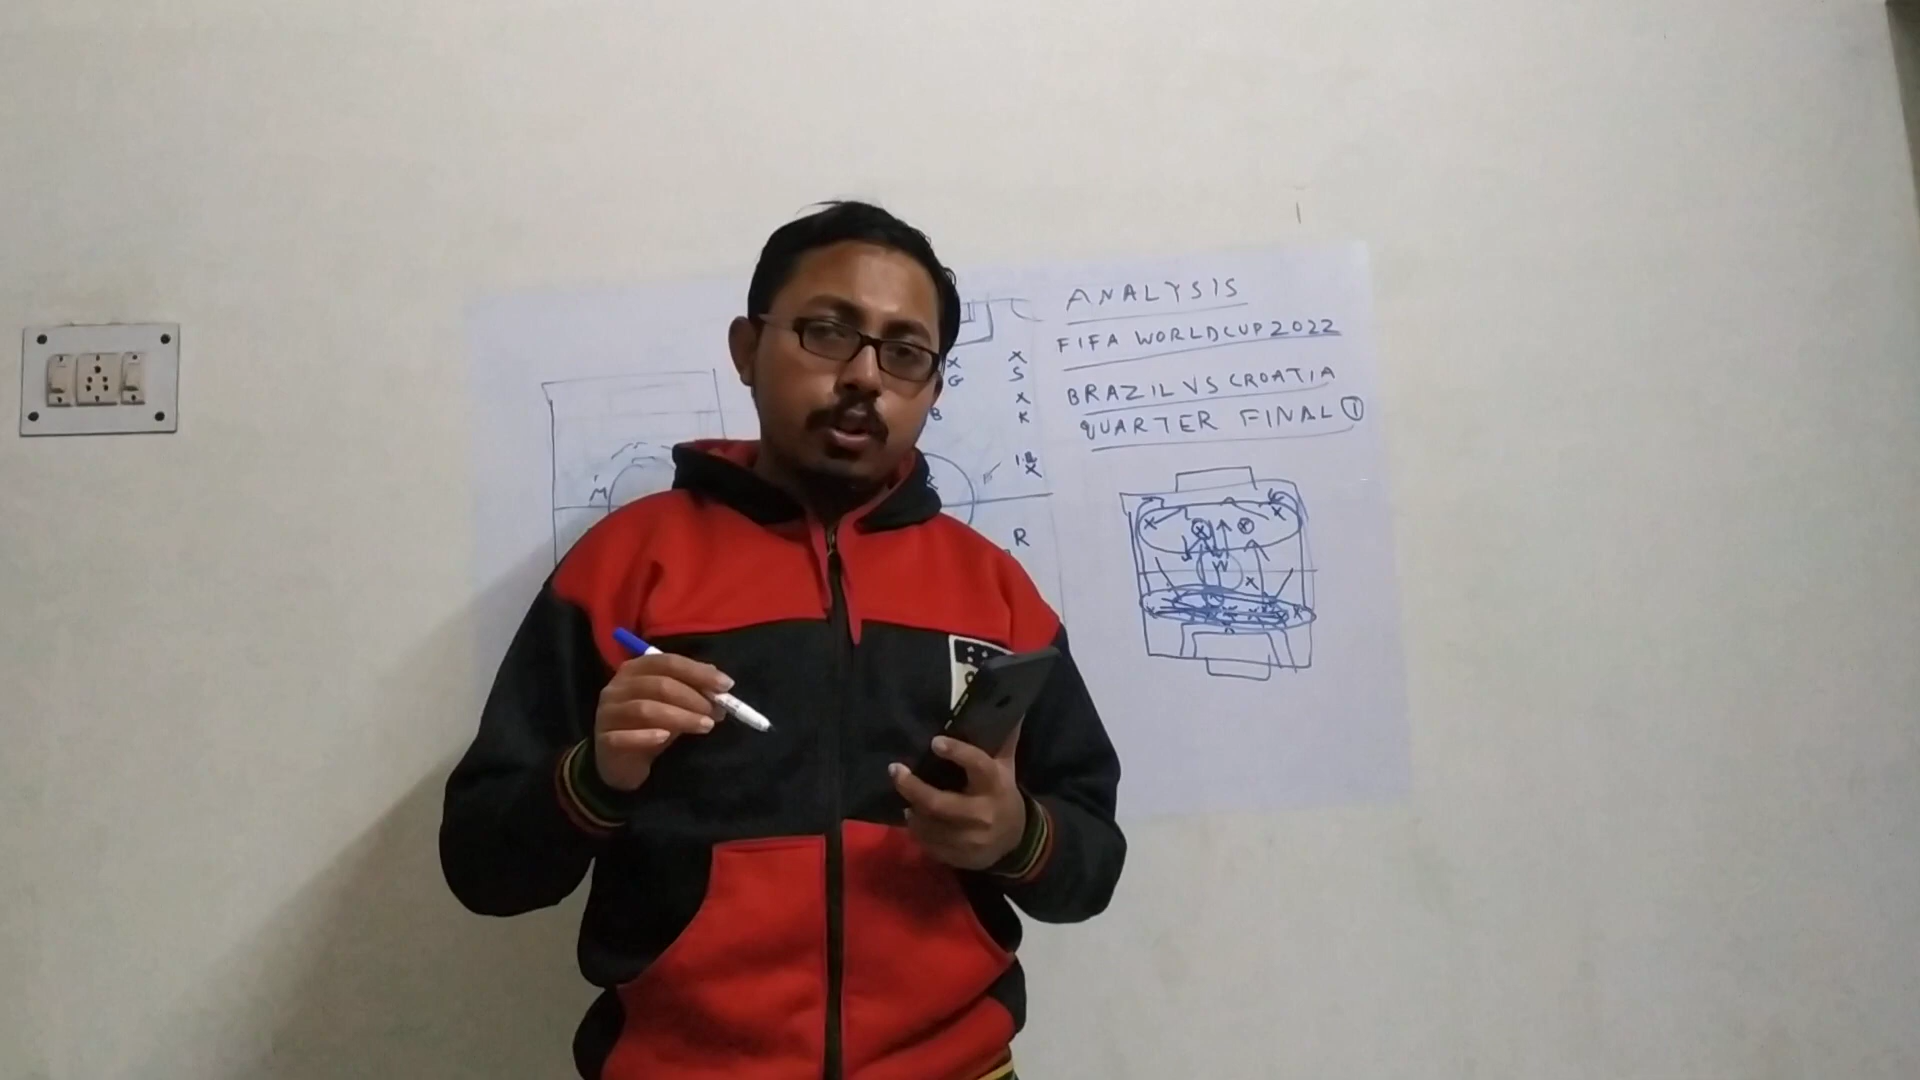 ANALYSIS
FIFA WORLDCUP 2022
BRAZIL VS CROATIA
QUARTER FINAL 1
X
X
G
S
X
B
K
X
M
R
X
X
X
X
X
X
X